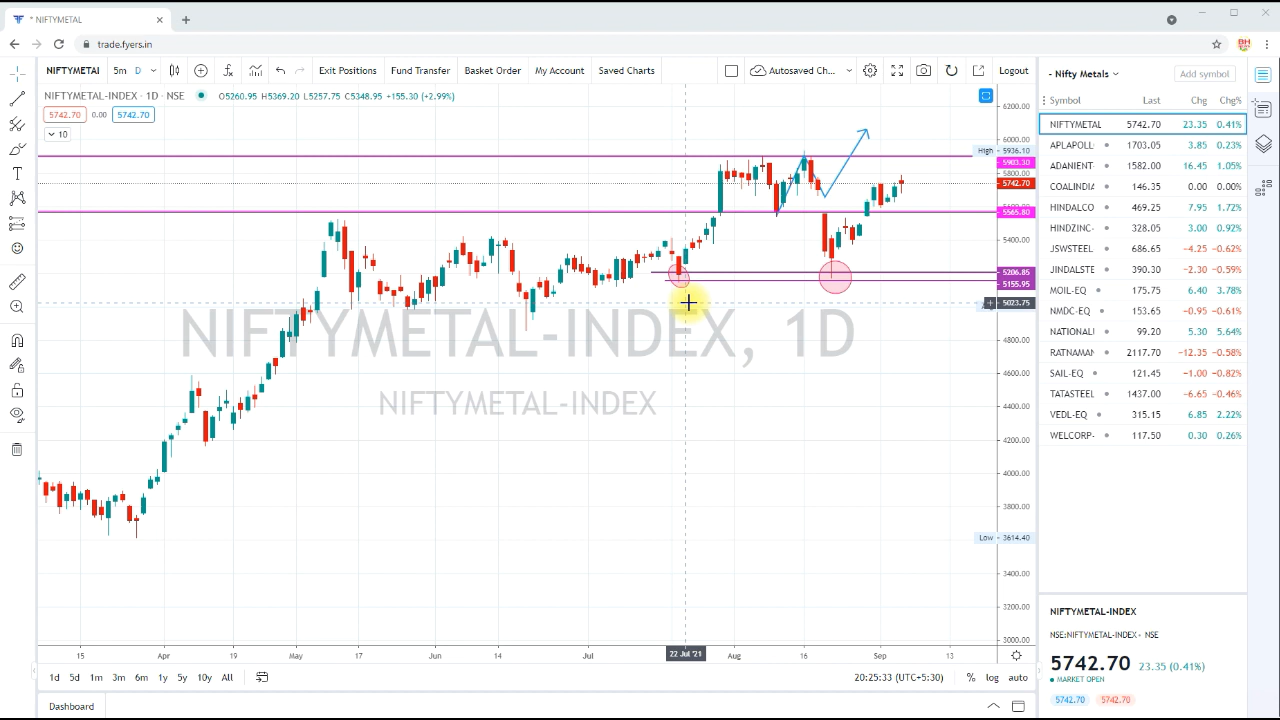 * NIFTYMETAL
trade.fyers.in
NIFTYMETAI 5m D Exit Positions Fund Transfer Basket Order My Account Saved Charts Autosaved Ch... Logout
NIFTYMETAL-INDEX · 1D · NSE O5260.95 H5369.20 L5257.75 C5348.95 +155.30 (+2.99%)
5742.70 0.00 5742.70
10
6200.00
6000.00
High 5936.10
5903.30
5800.00
5742.70
5565.80
5400.00
5206.85
5155.95
5023.75
4800.00
4600.00
4400.00
4200.00
4000.00
3800.00
Low 3614.40
3400.00
3200.00
3000.00
NIFTYMETAL-INDEX, 1D
NIFTYMETAL-INDEX
15 Apr 19 May 17 Jun 14 Jul 22 Jul '21 Aug 16 Sep 13
1d 5d 1m 3m 6m 1y 5y 10y All 20:25:33 (UTC+5:30) % log auto
Dashboard
- Nifty Metals Add symbol
Symbol Last Chg Chg%
NIFTYMETAL 5742.70 23.35 0.41%
APLAPOLL- 1703.05 3.85 0.23%
ADANIENT- 1582.00 16.45 1.05%
COALINDIA 146.35 0.00 0.00%
HINDALCO 469.25 7.95 1.72%
HINDZINC- 328.05 3.00 0.92%
JSWSTEEL 686.65 −4.25 −0.62%
JINDALSTE 390.30 −2.30 −0.59%
MOIL-EQ 175.75 6.40 3.78%
NMDC-EQ 153.65 −0.95 −0.61%
NATIONALI 99.20 5.30 5.64%
RATNAMAN 2117.70 −12.35 −0.58%
SAIL-EQ 121.45 −1.00 −0.82%
TATASTEEL 1437.00 −6.65 −0.46%
VEDL-EQ 315.15 6.85 2.22%
WELCORP- 117.50 0.30 0.26%
NIFTYMETAL-INDEX
NSE:NIFTYMETAL-INDEX - NSE
5742.70 23.35 (0.41%)
MARKET OPEN
5742.70 5742.70